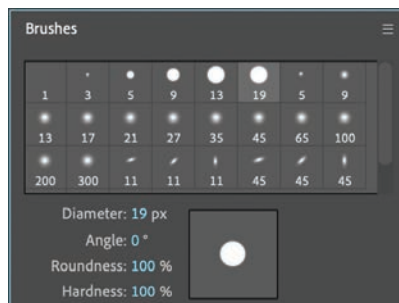 Brushes
1 3 5 9 13 19 5 9
13 17 21 27 35 45 65 100
200 300 11 11 11 45 45 45
Diameter: 19 px
Angle: 0 °
Roundness: 100 %
Hardness: 100 %